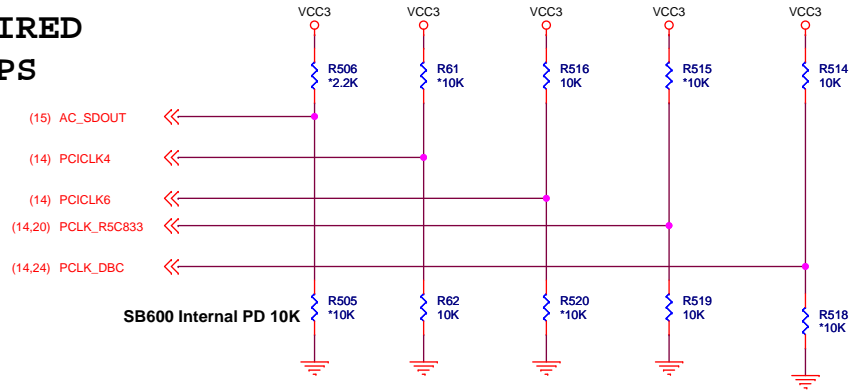 VCC3 VCC3 VCC3 VCC3 VCC3
IRED
PS
R506 R61 R516 R515 R514
*2.2K *10K 10K *10K 10K
(15) AC_SDOUT
(14) PCICLK4
(14) PCICLK6
(14,20) PCLK_R5C833
(14,24) PCLK_DBC
SB600 Internal PD 10K
R505 R62 R520 R519 R518
*10K 10K *10K 10K *10K